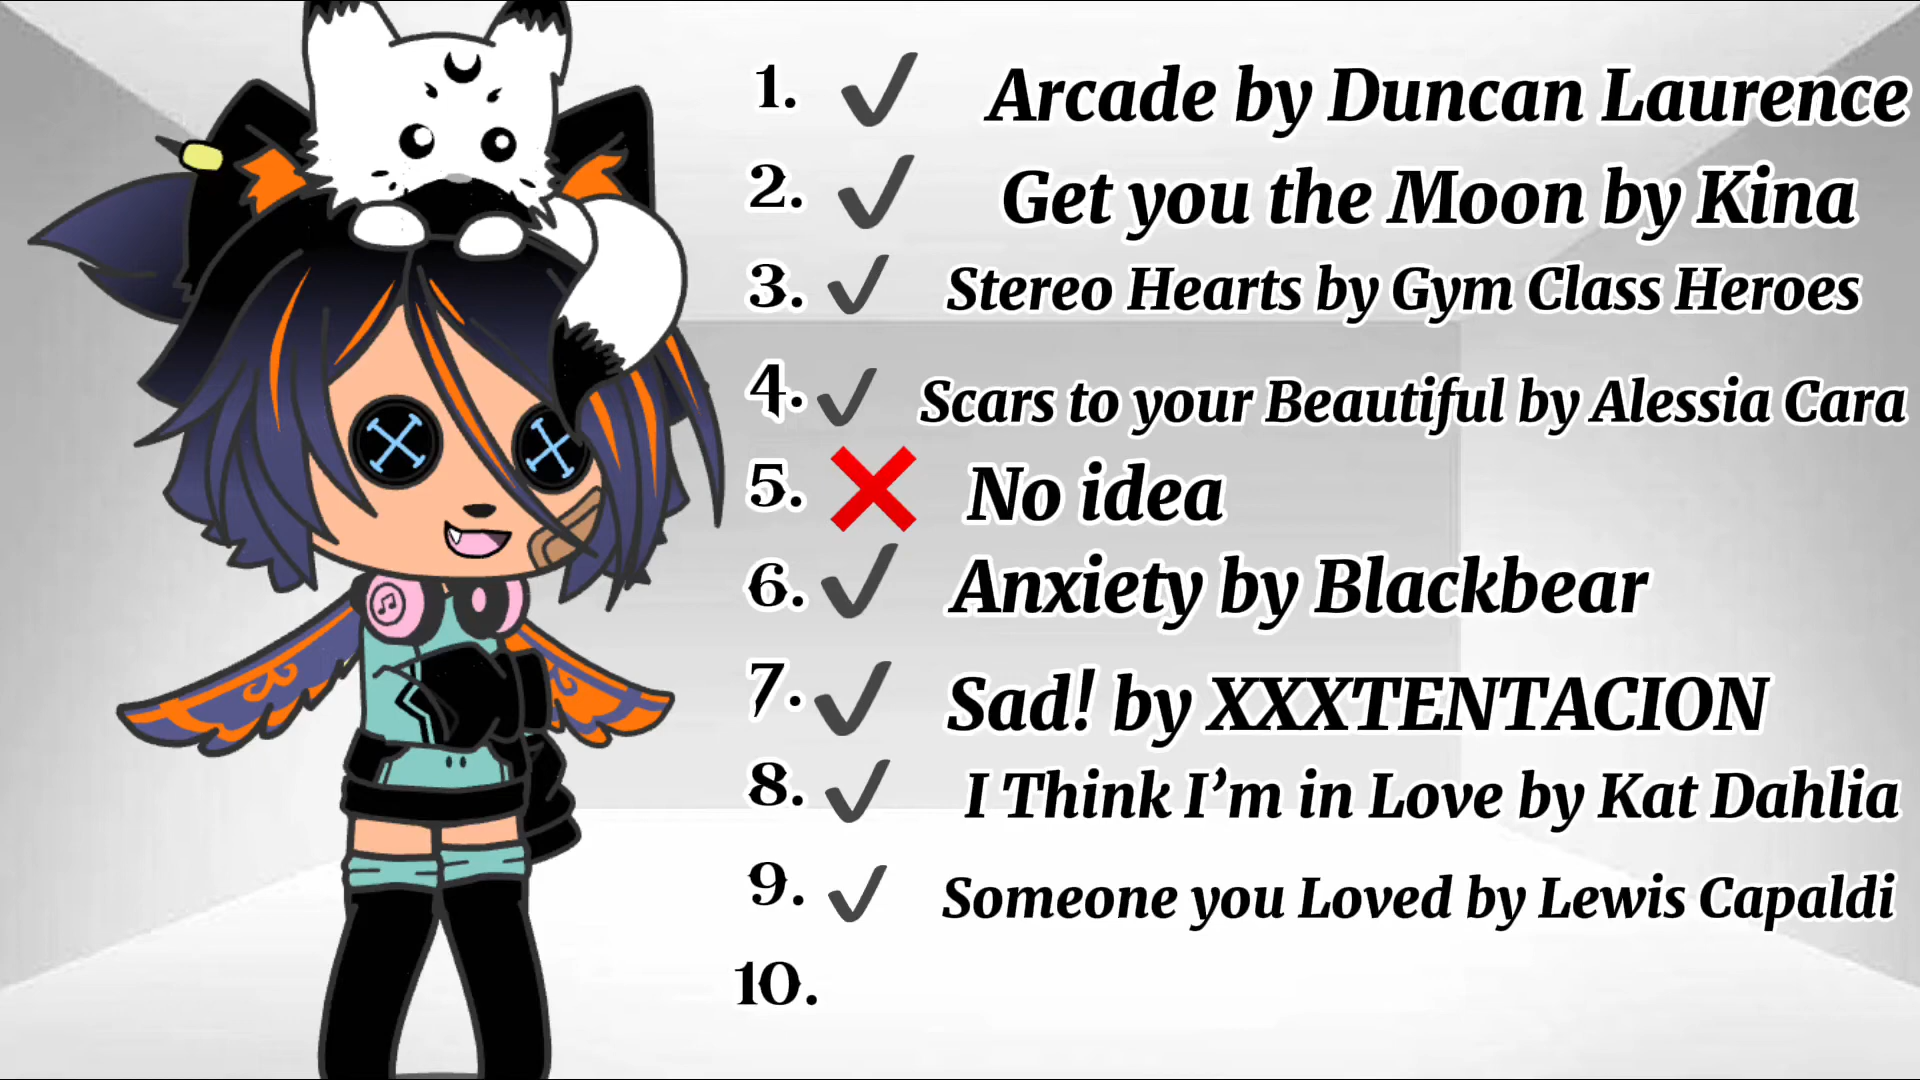 1. ✔ Arcade by Duncan Laurence
2. ✔ Get you the Moon by Kina
3. ✔ Stereo Hearts by Gym Class Heroes
4. ✔ Scars to your Beautiful by Alessia Cara
5. ❌ No idea
6. ✔ Anxiety by Blackbear
7. ✔ Sad! by XXXTENTACION
8. ✔ I Think I’m in Love by Kat Dahlia
9. ✔ Someone you Loved by Lewis Capaldi
10.